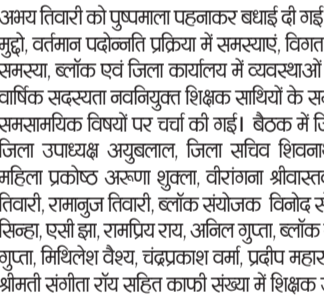 अभय तिवारी को पुष्पमाला पहनाकर बधाई दी गई
मुद्दो, वर्तमान पदोन्नति प्रक्रिया में समस्याएं, विगत
समस्या, ब्लॉक एवं जिला कार्यालय में व्यवस्थाओं
वार्षिक सदस्यता नवनियुक्त शिक्षक साथियों के
समसामयिक विषयों पर चर्चा की गई। बैठक में
जिला उपाध्यक्ष अयुबलाल, जिला सचिव
महिला प्रकोष्ठ अरूणा शुक्ला, वीरांगना
तिवारी, रामानुज तिवारी, ब्लॉक संयोजक विनोद
सिन्हा, एसी झा, रामप्रिय राय, अनिल गुप्ता, ब्लॉक
गुप्ता, मिथिलेश वैश्य, चंद्रप्रकाश वर्मा, प्रदीप
श्रीमती संगीता रॉय सहित काफी संख्या में शिक्षक